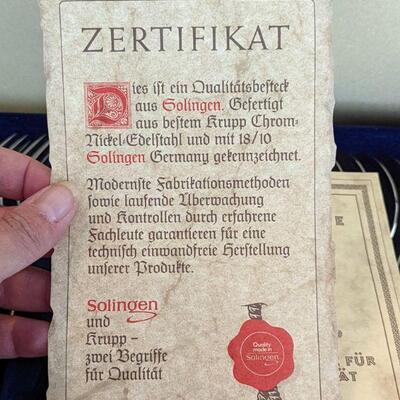 ZERTIFIKAT
Dies ist ein Qualitätsbesteck
aus Solingen. Gefertigt
aus bestem Krupp Chrom-
Nickel-Edelstahl und mit 18/10
Solingen Germany gekennzeichnet.
Modernste Fabrikationsmethoden
sowie laufende Überwachung
und Kontrollen durch erfahrene
Fachleute garantieren für eine
technisch einwandfreie Herstellung
unserer Produkte.
Solingen
und
Krupp –
zwei Begriffe
für Qualität
Quality
made in
Solingen
FÜR